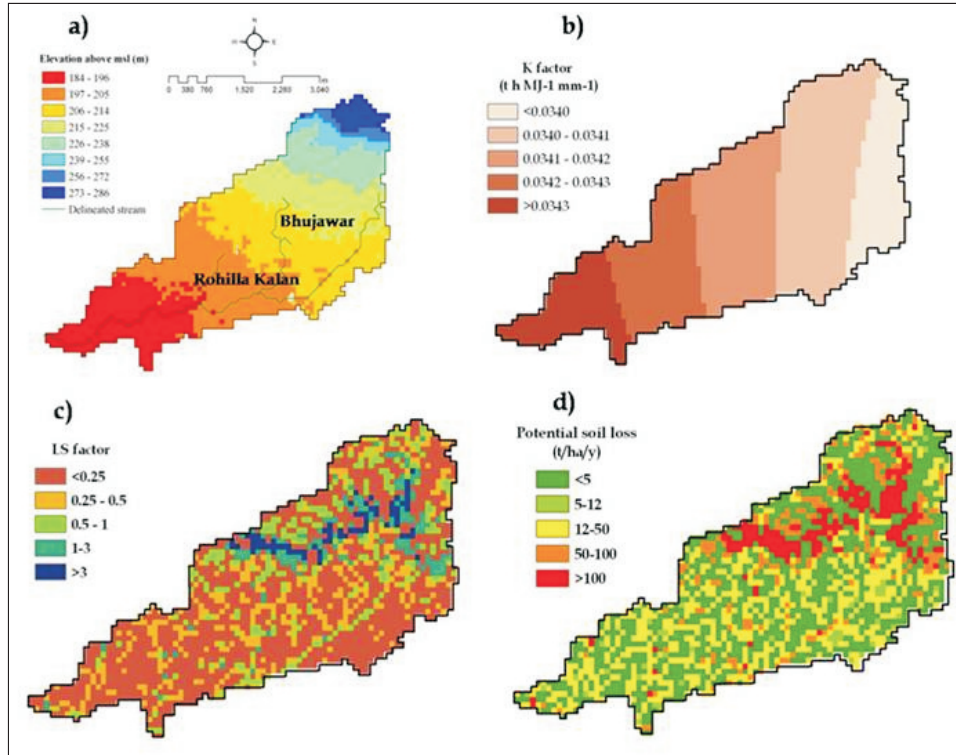 a)
N
E
S
Elevation above msl (m)
184 - 196
197 - 205
206 - 214
215 - 225
226 - 238
239 - 255
256 - 272
273 - 286
Delineated stream
m
0 380 760 1,520 2,280 3,040
Bhujawar
Rohilla Kalan
b)
K factor
(t h MJ-1 mm-1)
<0.0340
0.0340 - 0.0341
0.0341 - 0.0342
0.0342 - 0.0343
>0.0343
c)
LS factor
<0.25
0.25 - 0.5
0.5 - 1
1-3
>3
d)
Potential soil loss
(t/ha/y)
<5
5-12
12-50
50-100
>100